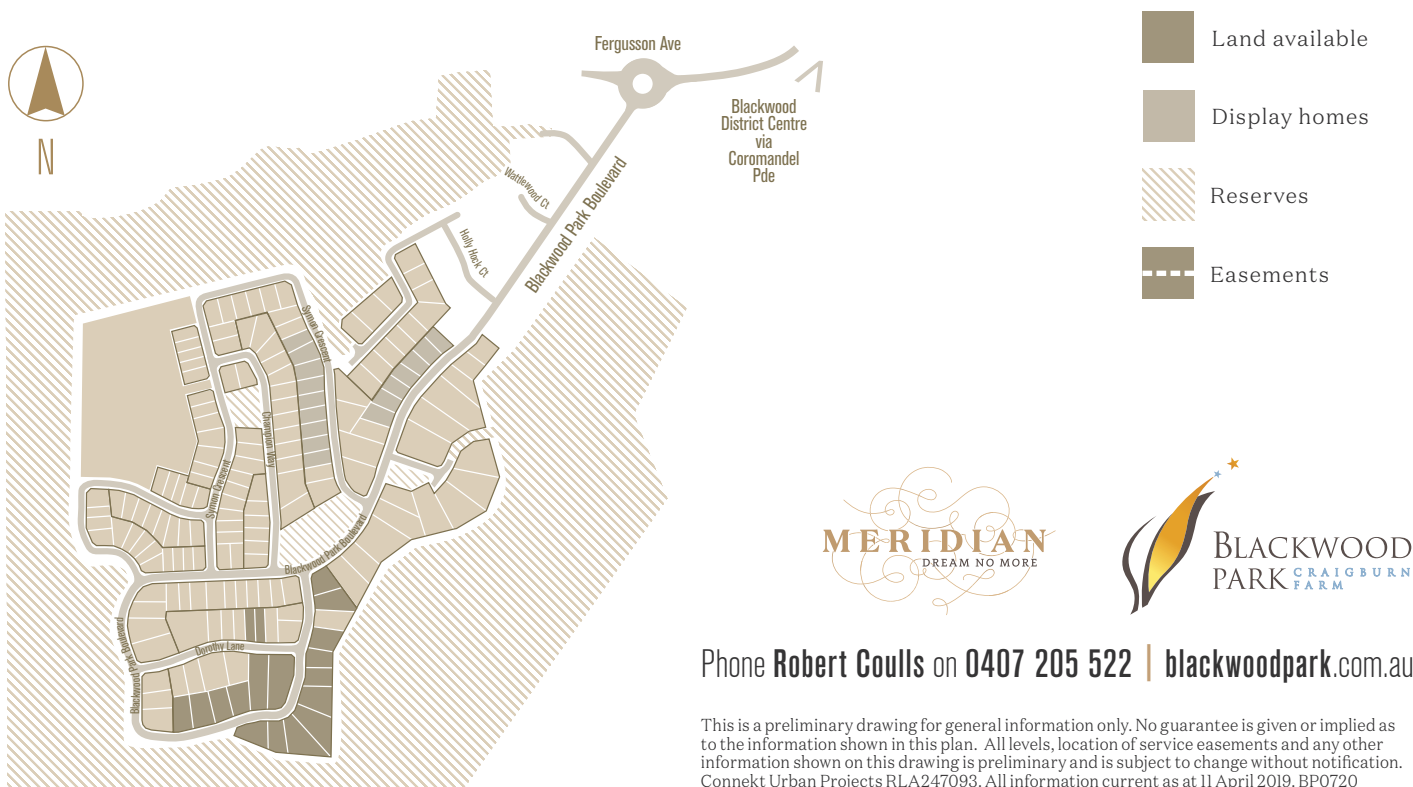 N
Fergusson Ave
Blackwood
District Centre
via
Coromandel
Pde
Wattlewood Ct
Blackwood Park Boulevard
Holly Hock Ct
Symon Crescent
Champion Way
Symon Crescent
Blackwood Park Boulevard
Blackwood Park Boulevard
Dorothy Lane
Land available
Display homes
Reserves
Easements
MERIDIAN
DREAM NO MORE
BLACKWOOD
PARK CRAIGBURN
FARM
Phone Robert Coulls on 0407 205 522 | blackwoodpark.com.au
This is a preliminary drawing for general information only. No guarantee is given or implied as
to the information shown in this plan. All levels, location of service easements and any other
information shown on this drawing is preliminary and is subject to change without notification.
Connekt Urban Projects RLA247093. All information current as at 11 April 2019. BP0720